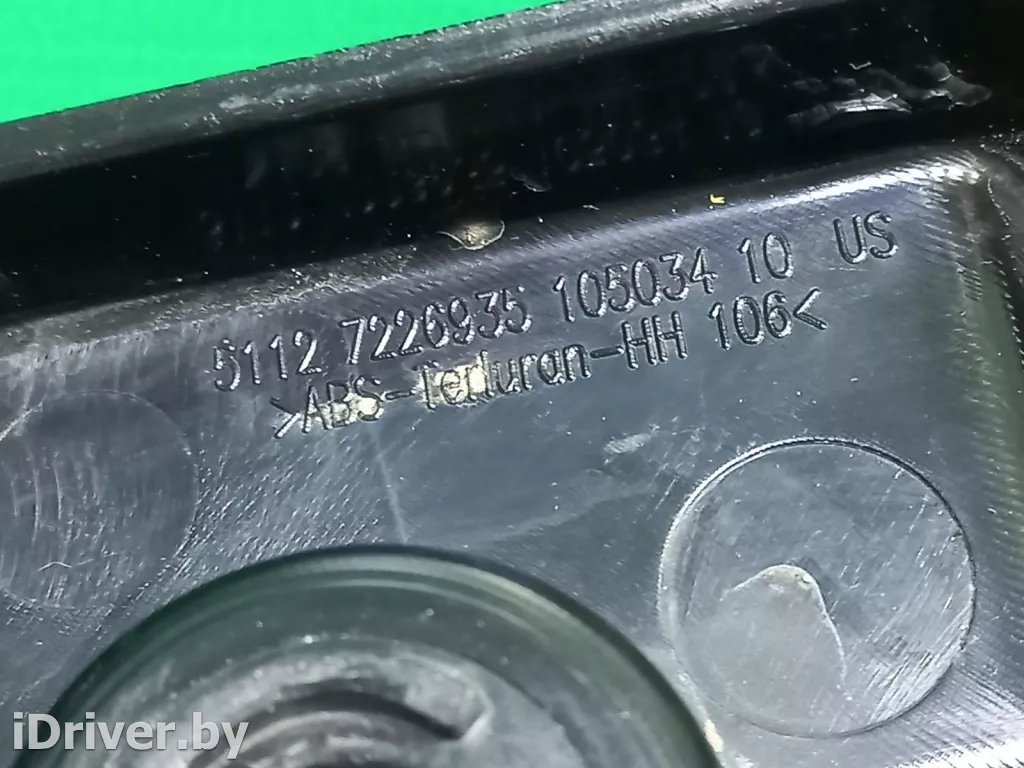 5112 7226935 105034 10 US
>ABS-Terluran-HH 106<
iDriver.by